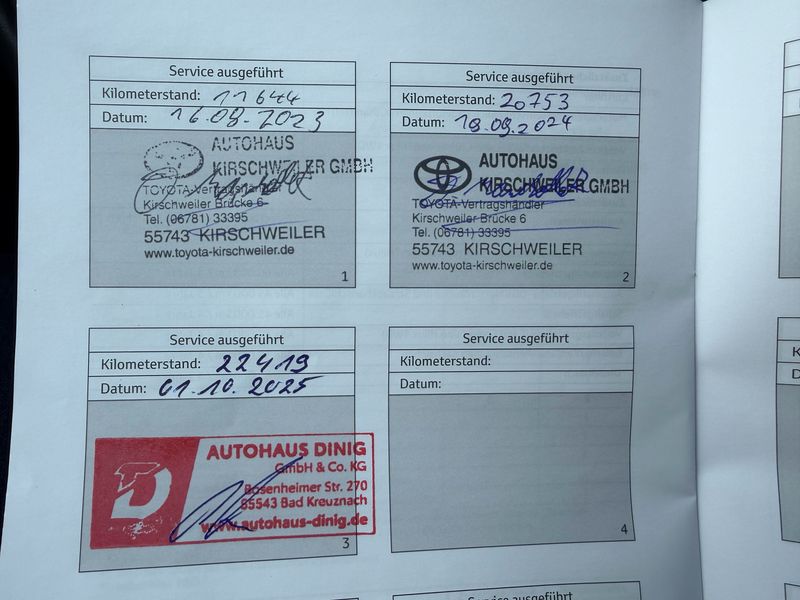 Service ausgeführt
Kilometerstand: 11644
Datum: 16.08.2023
AUTOHAUS
KIRSCHWEILER GMBH
TOYOTA-Vertragshändler
Kirschweiler Brücke 6
Tel. (06781) 33395
55743 KIRSCHWEILER
www.toyota-kirschweiler.de
1
Service ausgeführt
Kilometerstand: 20753
Datum: 19.09.2024
AUTOHAUS
KIRSCHWEILER GMBH
TOYOTA-Vertragshändler
Kirschweiler Brücke 6
Tel. (06781) 33395
55743 KIRSCHWEILER
www.toyota-kirschweiler.de
2
Service ausgeführt
Kilometerstand: 22419
Datum: 01.10.2025
D
AUTOHAUS DINIG
GmbH & Co. KG
Bosenheimer Str. 270
55543 Bad Kreuznach
www.autohaus-dinig.de
3
Service ausgeführt
Kilometerstand:
Datum:
4
Service ausgeführt
K
D